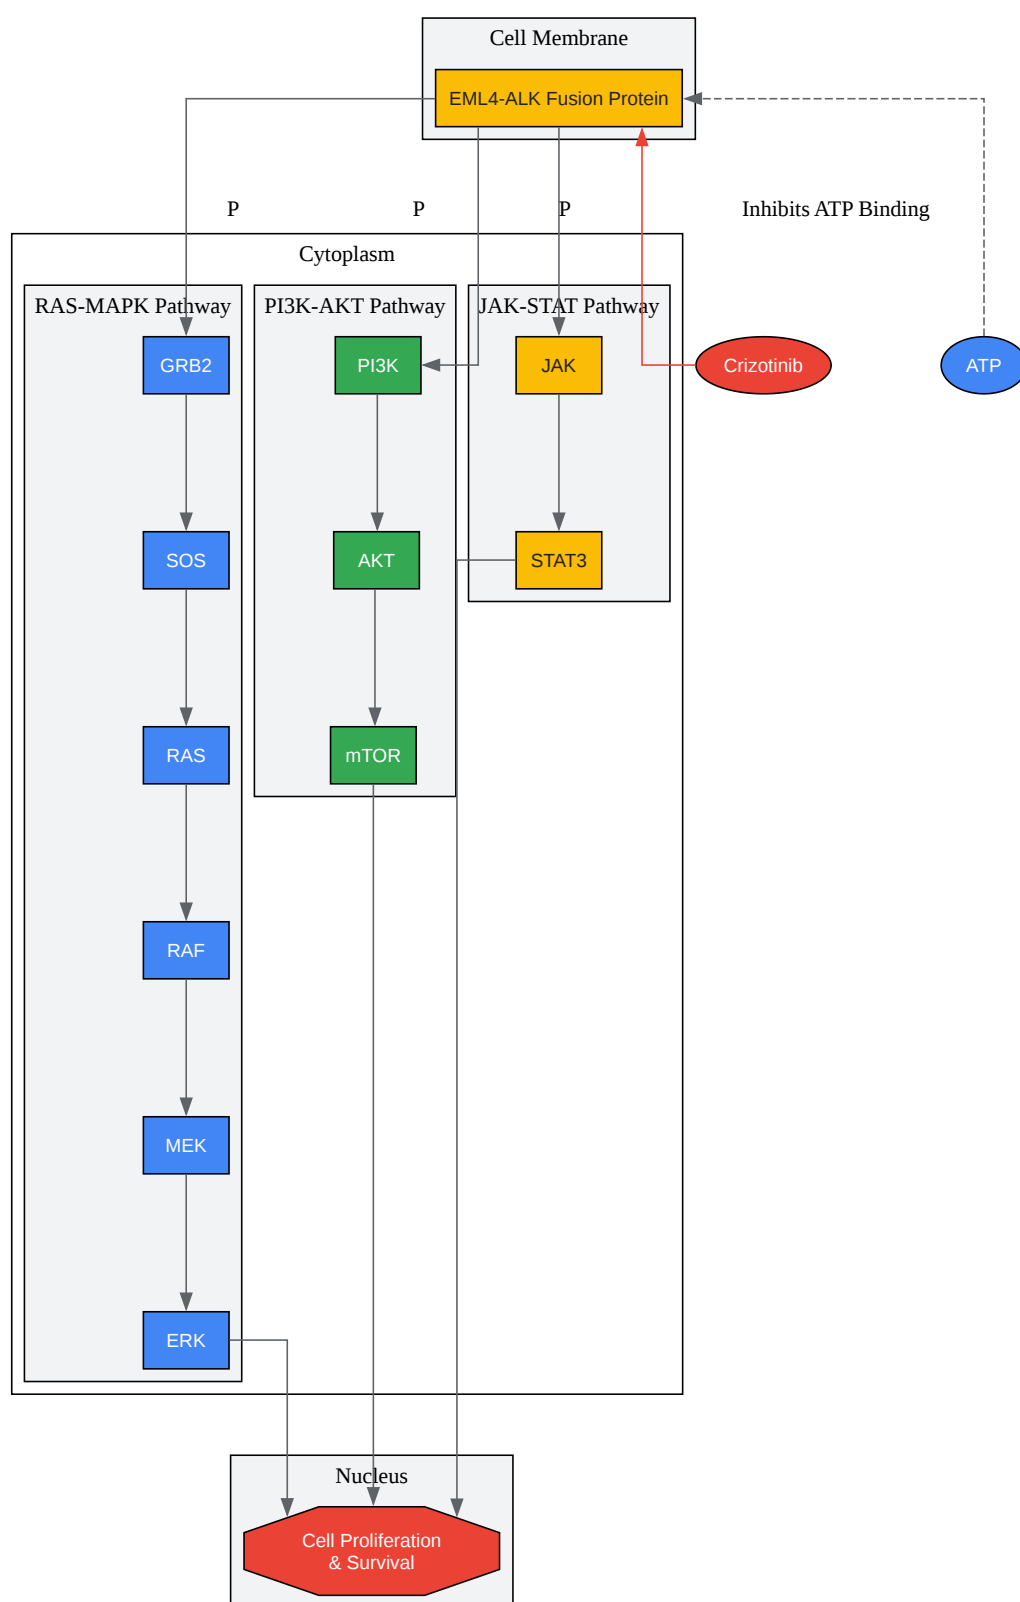 Cell Membrane
EML4-ALK Fusion Protein
P
P
P
Inhibits ATP Binding
Cytoplasm
RAS-MAPK Pathway
PI3K-AKT Pathway
JAK-STAT Pathway
GRB2
PI3K
JAK
Crizotinib
ATP
SOS
AKT
STAT3
RAS
mTOR
RAF
MEK
ERK
Nucleus
Cell Proliferation
& Survival